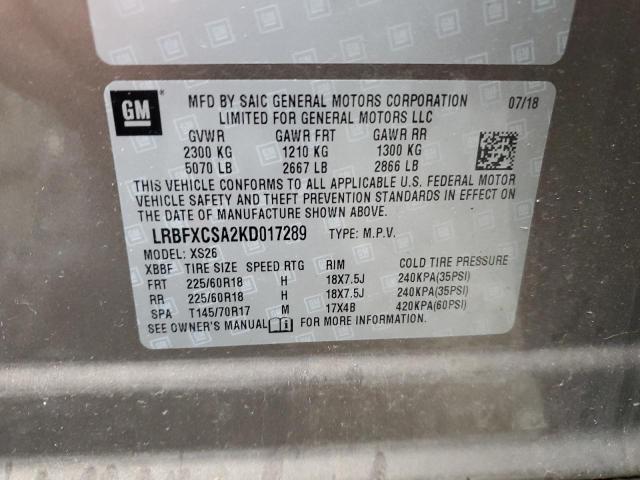 GM
MFD BY SAIC GENERAL MOTORS CORPORATION 07/18
LIMITED FOR GENERAL MOTORS LLC
GVWR GAWR FRT GAWR RR
2300 KG 1210 KG 1300 KG
5070 LB 2667 LB 2866 LB
THIS VEHICLE CONFORMS TO ALL APPLICABLE U.S. FEDERAL MOTOR
VEHICLE SAFETY AND THEFT PREVENTION STANDARDS IN EFFECT ON
THE DATE OF MANUFACTURE SHOWN ABOVE.
LRBFXCSA2KD017289 TYPE: M.P.V.
MODEL: XS26
XBBF TIRE SIZE SPEED RTG RIM COLD TIRE PRESSURE
FRT 225/60R18 H 18X7.5J 240KPA(35PSI)
RR 225/60R18 H 18X7.5J 240KPA(35PSI)
SPA T145/70R17 M 17X4B 420KPA(60PSI)
SEE OWNER'S MANUAL FOR MORE INFORMATION.